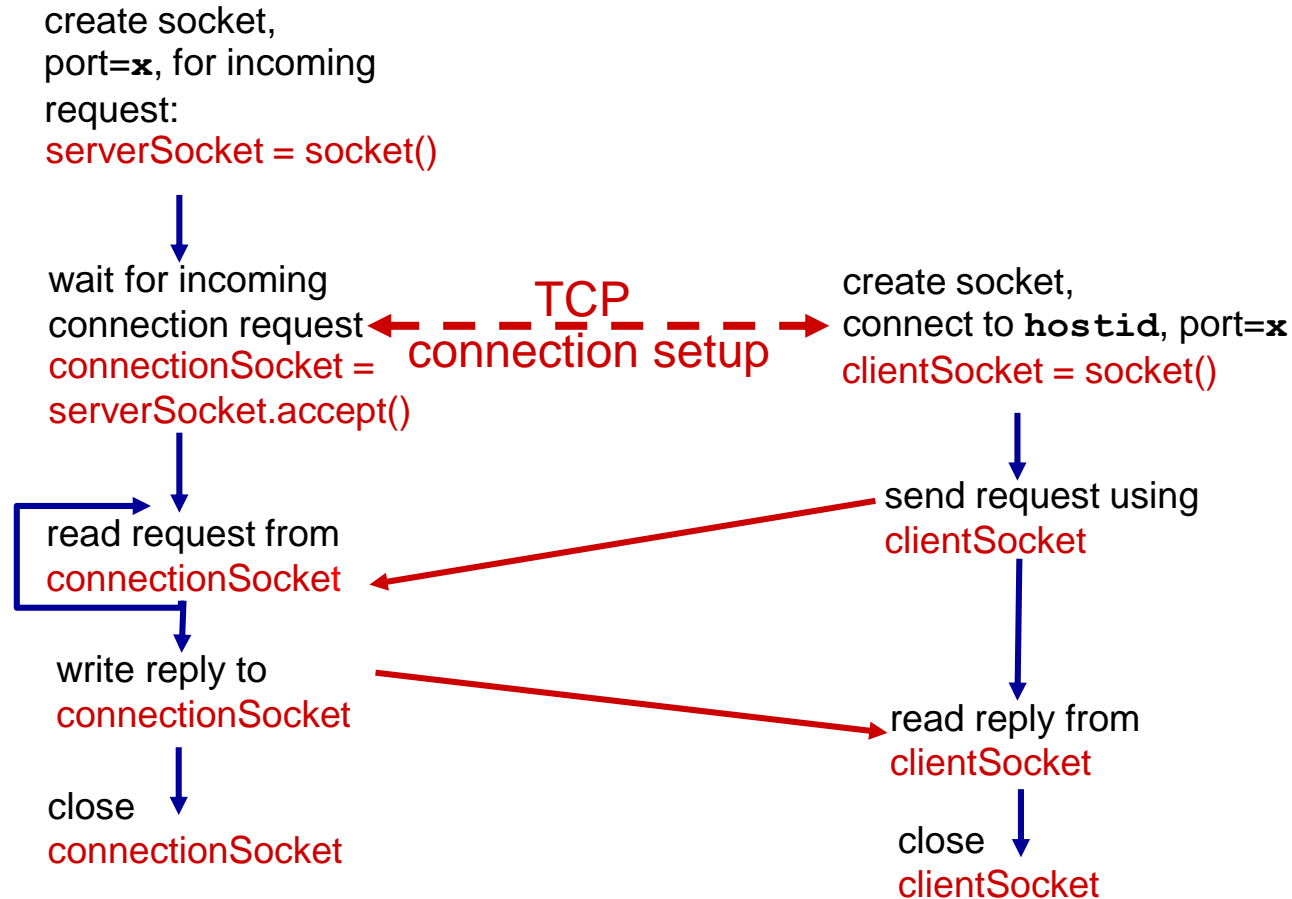 create socket,
port=x, for incoming
request:
serverSocket = socket()
wait for incoming
connection request
connectionSocket =
serverSocket.accept()
TCP
connection setup
create socket,
connect to hostid, port=x
clientSocket = socket()
send request using
clientSocket
read request from
connectionSocket
write reply to
connectionSocket
read reply from
clientSocket
close
connectionSocket
close
clientSocket